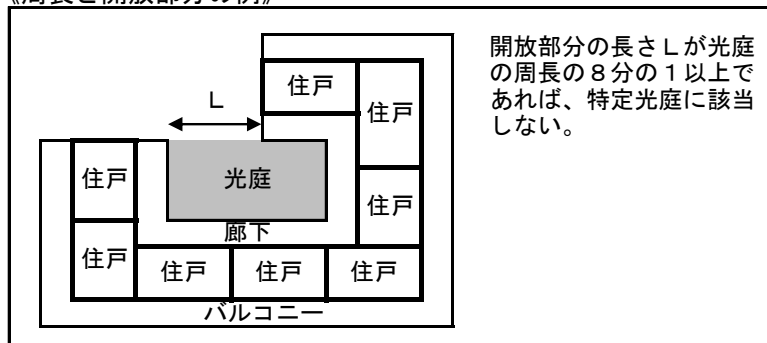 《周長と開放部分の例》
開放部分の長さLが光庭
の周長の8分の1以上で
あれば、特定光庭に該当
しない。
L
住戸
住戸
住戸
光庭
住戸
廊下
住戸
住戸
住戸
住戸
バルコニー